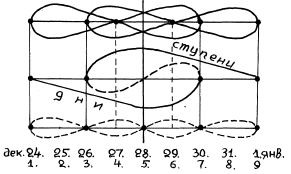 ступени
дни
дек. 24. 25. 26. 27. 28. 29. 30. 31. 1.янв.
1. 2. 3. 4. 5. 6. 7. 8. 9